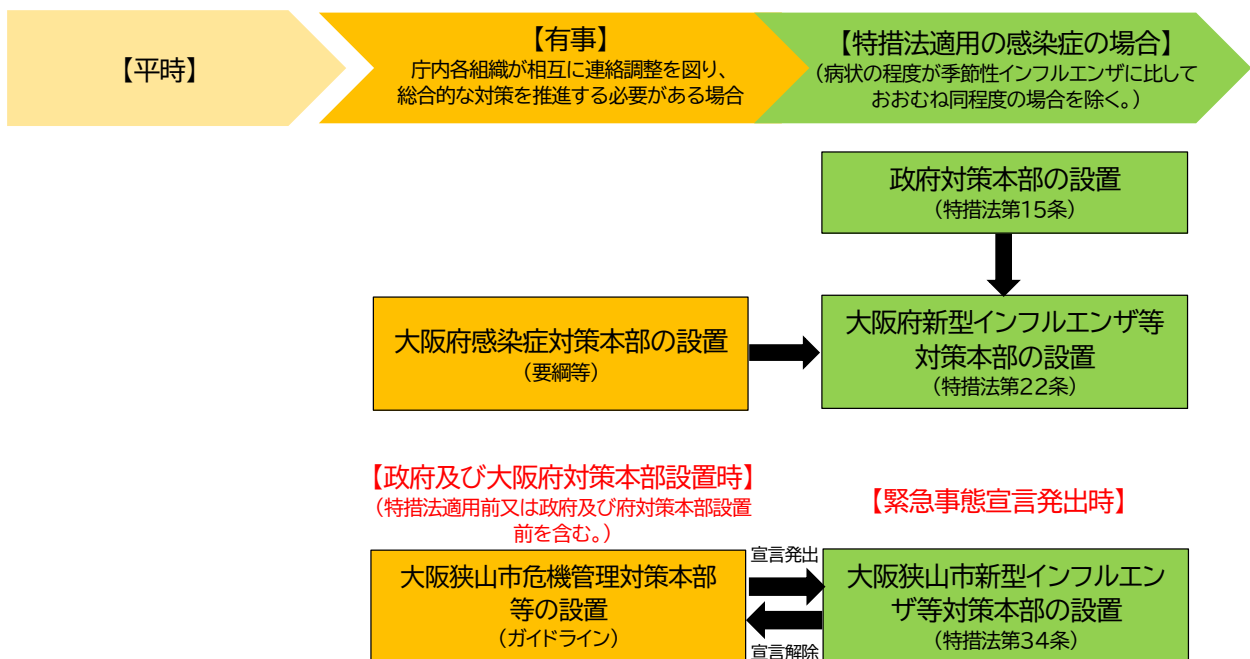 【平時】
【有事】
庁内各組織が相互に連絡調整を図り、
総合的な対策を推進する必要がある場合
【特措法適用の感染症の場合】
（病状の程度が季節性インフルエンザに比して
おおむね同程度の場合を除く。）
政府対策本部の設置
（特措法第15条）
大阪府感染症対策本部の設置
（要綱等）
大阪府新型インフルエンザ等
対策本部の設置
（特措法第22条）
【政府及び大阪府対策本部設置時】
（特措法適用前又は政府及び府対策本部設置
前を含む。）
【緊急事態宣言発出時】
大阪狭山市危機管理対策本部
等の設置
（ガイドライン）
宣言発出
宣言解除
大阪狭山市新型インフルエン
ザ等対策本部の設置
（特措法第34条）